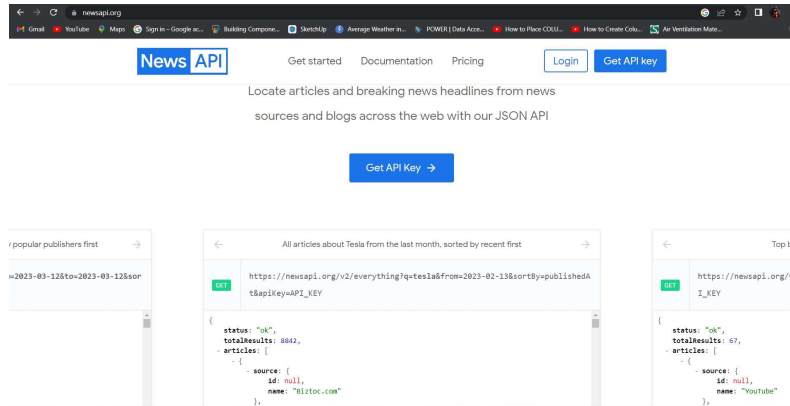 newsapi.org
Gmail YouTube Maps Sign in – Google ac... Building Compone... SketchUp Average Weather in... POWER | Data Acce... How to Place COLU... How to Create Colu... Air Ventilation Mate...
News API
Get started Documentation Pricing Login Get API key
Locate articles and breaking news headlines from news
sources and blogs across the web with our JSON API
Get API Key →
popular publishers first →
=2023-03-12&to=2023-03-12&sor
← All articles about Tesla from the last month, sorted by recent first →
GET https://newsapi.org/v2/everything?q=tesla&from=2023-02-13&sortBy=publishedA
t&apiKey=API_KEY
{
status: "ok",
totalResults: 8842,
- articles: [
- {
- source: {
id: null,
name: "Biztoc.com"
},
← Top b
GET https://newsapi.org/
I_KEY
{
status: "ok",
totalResults: 67,
- articles: [
- {
- source: {
id: null,
name: "YouTube"
},